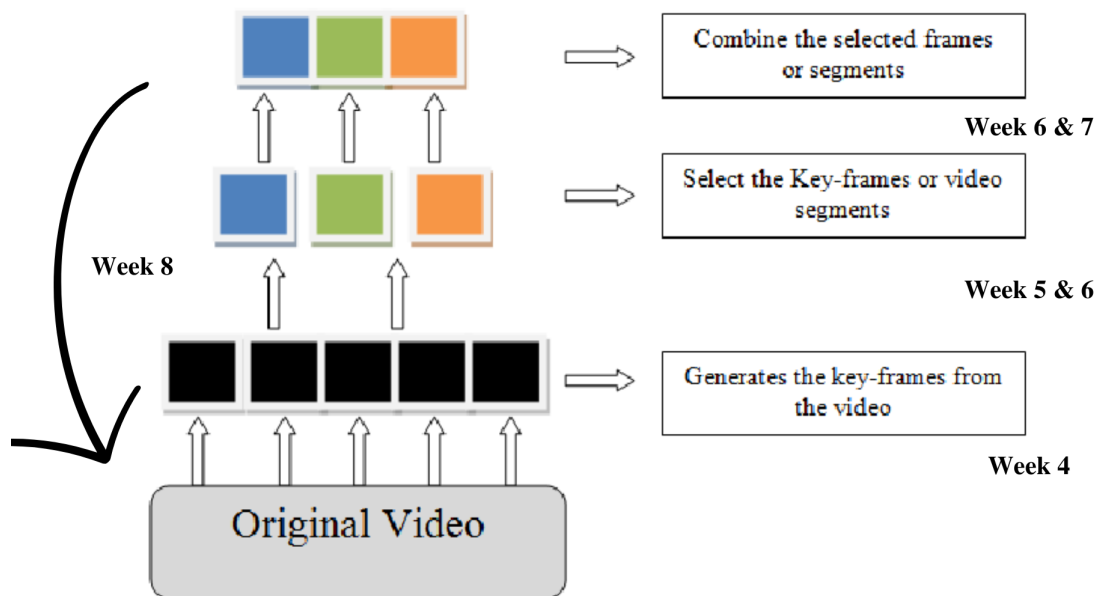 Combine the selected frames
or segments
Week 6 & 7
Select the Key-frames or video
segments
Week 8
Week 5 & 6
Generates the key-frames from
the video
Week 4
Original Video